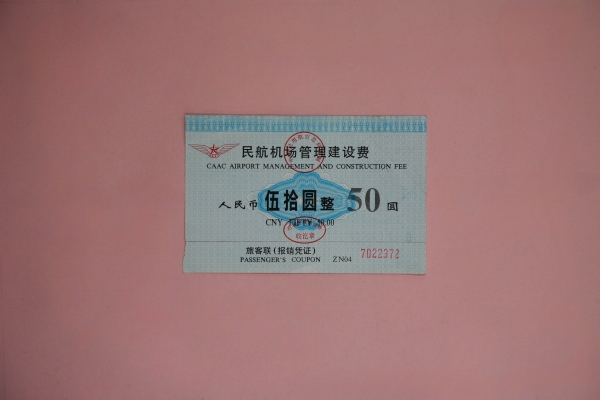 民航机场管理建设费
CAAC AIRPORT MANAGEMENT AND CONSTRUCTION FEE
人民币 伍拾圆整 50 圆
CNY
收讫章
旅客联(报销凭证)
PASSENGER'S COUPON ZN04 7022372